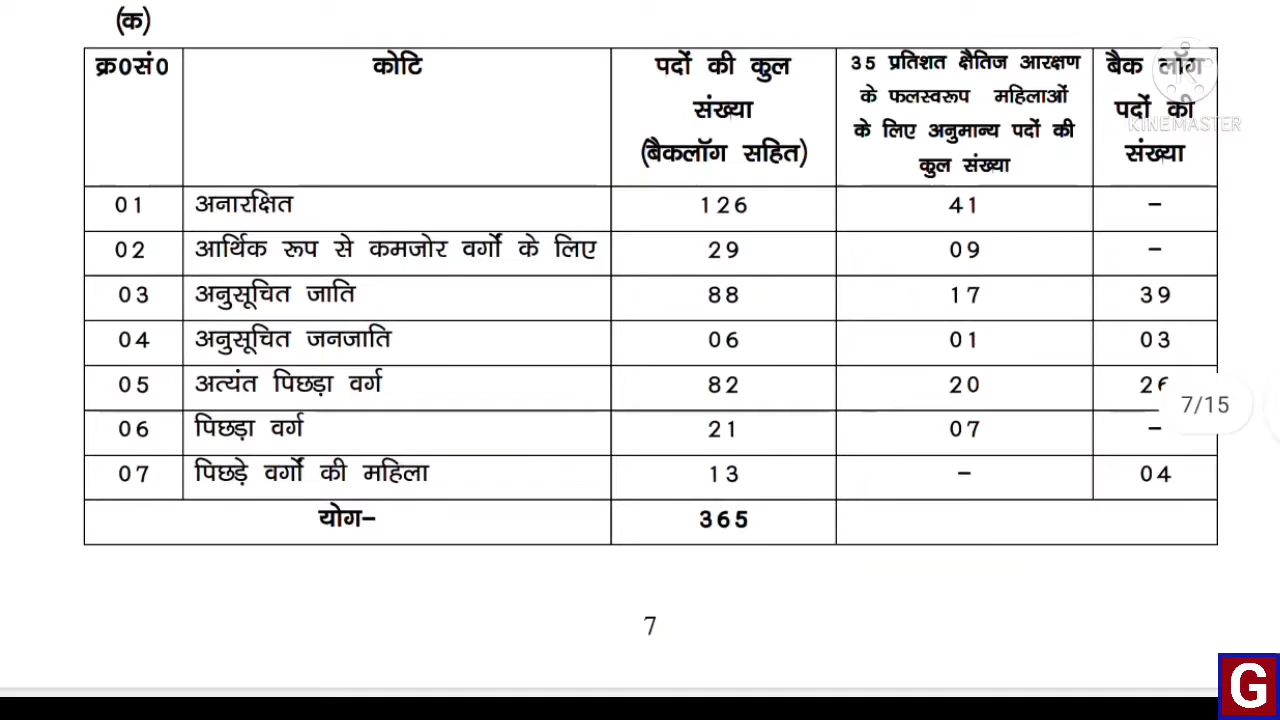 (क)
क्र0सं0 कोटि पदों की कुल संख्या (बैकलॉग सहित) 35 प्रतिशत क्षैतिज आरक्षण के फलस्वरूप महिलाओं के लिए अनुमान्य पदों की कुल संख्या बैक लॉग पदों की संख्या
01 अनारक्षित 126 41 –
02 आर्थिक रूप से कमजोर वर्गों के लिए 29 09 –
03 अनुसूचित जाति 88 17 39
04 अनुसूचित जनजाति 06 01 03
05 अत्यंत पिछड़ा वर्ग 82 20 26
06 पिछड़ा वर्ग 21 07 –
07 पिछड़े वर्गों की महिला 13 – 04
योग– 365
7
7/15
KINEMASTER
G